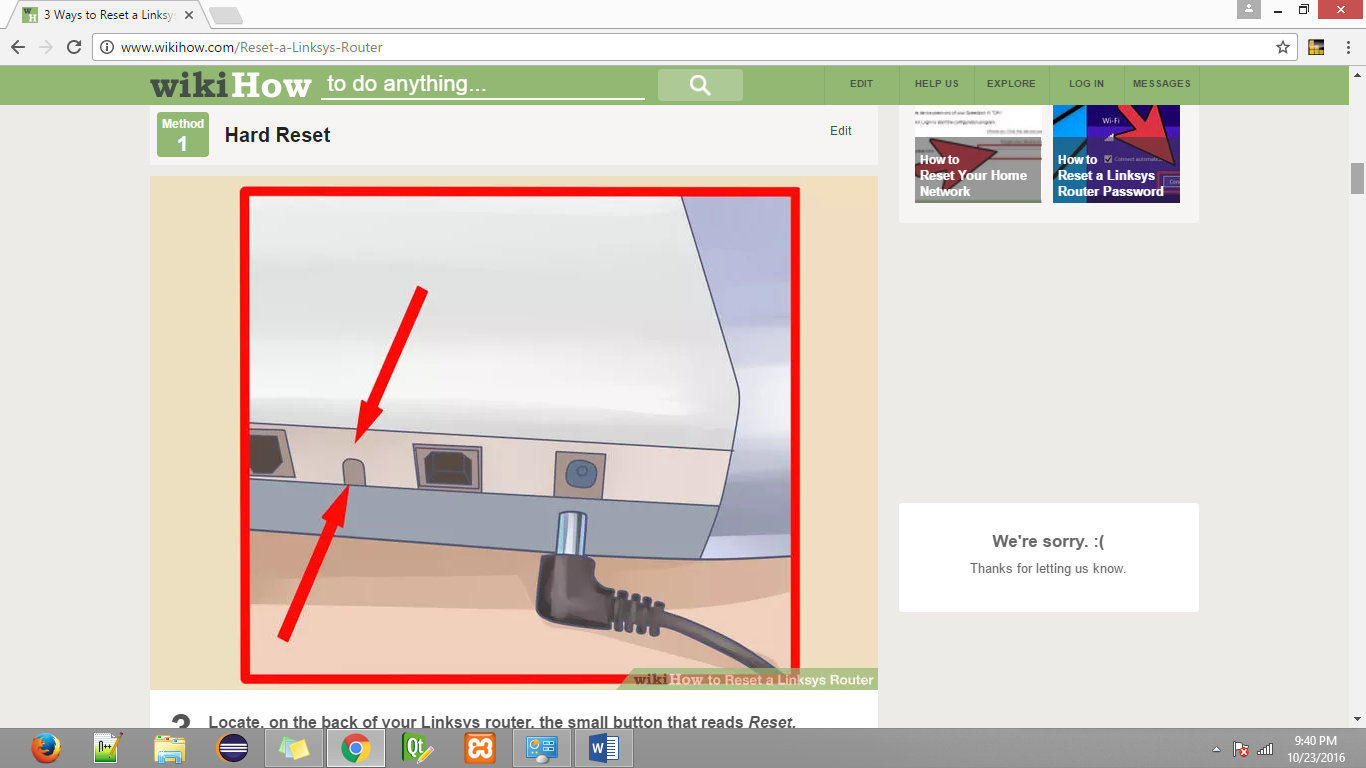 3 Ways to Reset a Linksys
www.wikihow.com/Reset-a-Linksys-Router
wikiHow to do anything...
EDIT
HELP US
EXPLORE
LOG IN
MESSAGES
Method
1
Hard Reset
Edit
How to
Reset Your Home
Network
Wi-Fi
Connect automa
How to
Reset a Linksys
Router Password
We're sorry. :(
Thanks for letting us know.
wikiHow to Reset a Linksys Router
Locate, on the back of your Linksys router, the small button that reads Reset.
9:40 PM
10/23/2016